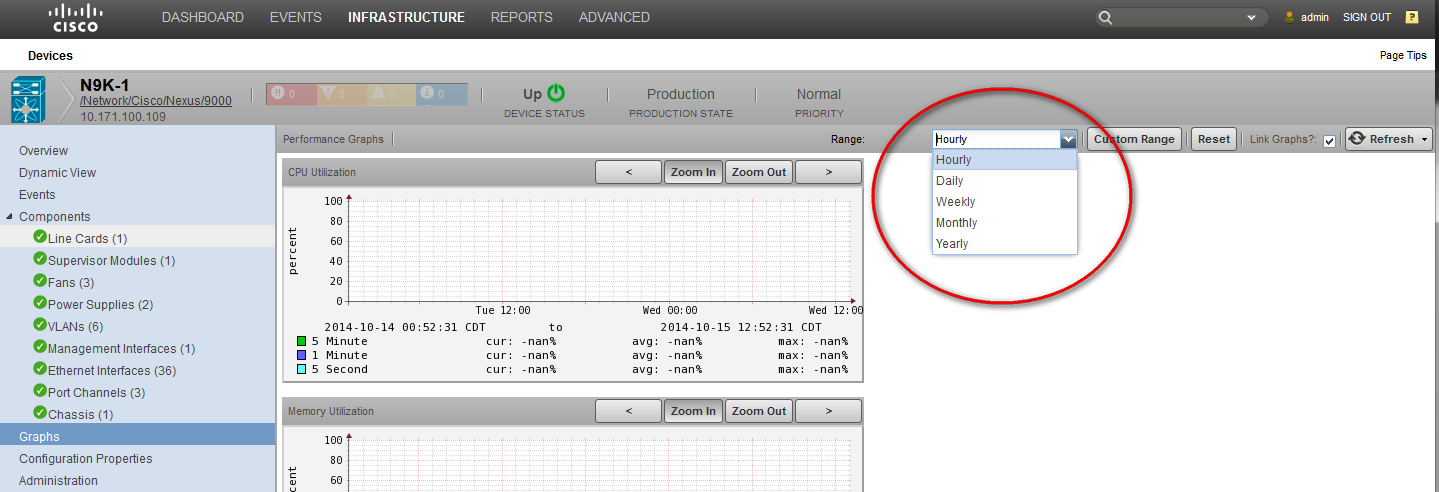 CISCO DASHBOARD EVENTS INFRASTRUCTURE REPORTS ADVANCED admin SIGN OUT ?
Devices Page Tips
N9K-1
/Network/Cisco/Nexus/9000
10.171.100.109
0 0 0 0
Up
DEVICE STATUS
Production
PRODUCTION STATE
Normal
PRIORITY
Overview
Dynamic View
Events
Components
Line Cards (1)
Supervisor Modules (1)
Fans (3)
Power Supplies (2)
VLANs (6)
Management Interfaces (1)
Ethernet Interfaces (36)
Port Channels (3)
Chassis (1)
Graphs
Configuration Properties
Administration
Performance Graphs Range: Hourly Custom Range Reset Link Graphs?: Refresh
Hourly
Daily
Weekly
Monthly
Yearly
CPU Utilization < Zoom In Zoom Out >
percent
100
80
60
40
20
0
Tue 12:00 Wed 00:00 Wed 12:00
2014-10-14 00:52:31 CDT to 2014-10-15 12:52:31 CDT
5 Minute cur: -nan% avg: -nan% max: -nan%
1 Minute cur: -nan% avg: -nan% max: -nan%
5 Second cur: -nan% avg: -nan% max: -nan%
Memory Utilization < Zoom In Zoom Out >
percent
100
80
60